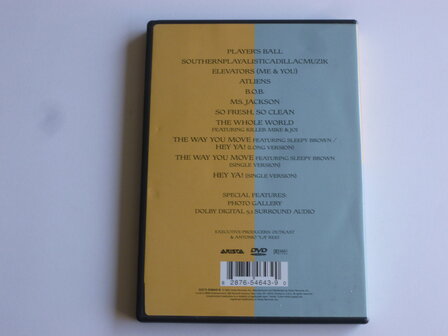 PLAYER'S BALL
SOUTHERNPLAYALISTICADILLACMUZIK
ELEVATORS (ME & YOU)
ATLIENS
B.O.B.
MS. JACKSON
SO FRESH, SO CLEAN
THE WHOLE WORLD
FEATURING KILLER MIKE & JOI
THE WAY YOU MOVE FEATURING SLEEPY BROWN /
HEY YA! (LONG VERSION)
THE WAY YOU MOVE FEATURING SLEEPY BROWN
(SINGLE VERSION)
HEY YA! (SINGLE VERSION)
SPECIAL FEATURES:
PHOTO GALLERY
DOLBY DIGITAL 5.1 SURROUND AUDIO
EXECUTIVE PRODUCERS: OUTKAST
& ANTONIO "LA" REID
ARISTA DVD
8 2876-54643-9 0